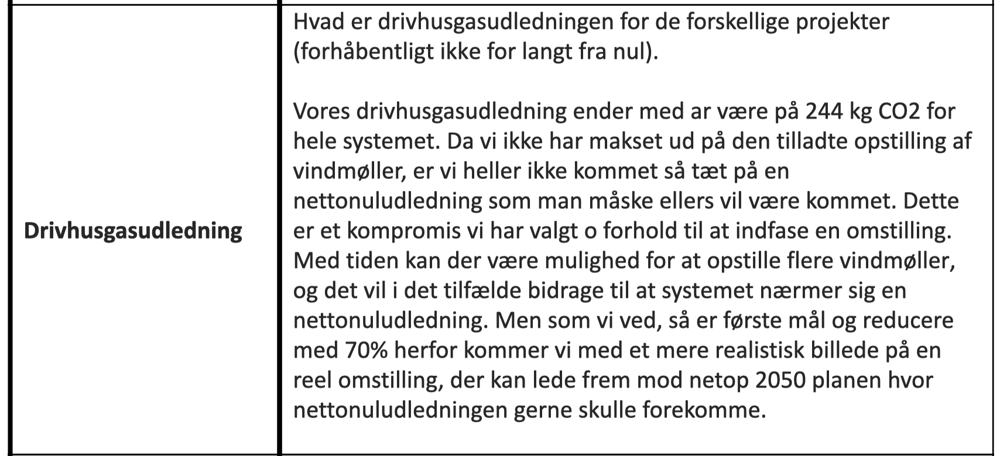 Hvad er drivhusgasudledningen for de forskellige projekter
(forhåbentligt ikke for langt fra nul).
Vores drivhusgasudledning ender med ar være på 244 kg CO2 for
hele systemet. Da vi ikke har makset ud på den tilladte opstilling af
vindmøller, er vi heller ikke kommet så tæt på en
nettonuludledning som man måske ellers vil være kommet. Dette
Drivhusgasudledning
er et kompromis vi har valgt o forhold til at indfase en omstilling.
Med tiden kan der være mulighed for at opstille flere vindmøller,
og det vil i det tilfælde bidrage til at systemet nærmer sig en
nettonuludledning. Men som vi ved, så er første mål og reducere
med 70% herfor kommer vi med et mere realistisk billede på en
reel omstilling, der kan lede frem mod netop 2050 planen hvor
nettonuludledningen gerne skulle forekomme.